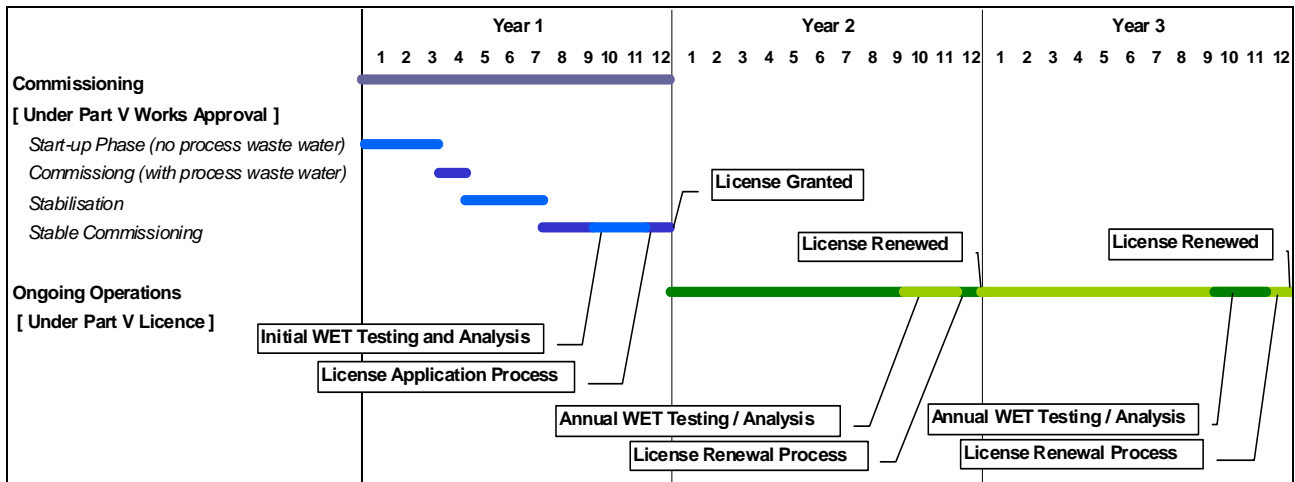 Year 1 Year 2 Year 3
1 2 3 4 5 6 7 8 9 10 11 12 1 2 3 4 5 6 7 8 9 10 11 12 1 2 3 4 5 6 7 8 9 10 11 12
Commissioning
[ Under Part V Works Approval ]
Start-up Phase (no process waste water)
Commissiong (with process waste water)
License Granted
Stabilisation
Stable Commissioning
License Renewed
License Renewed
Ongoing Operations
[ Under Part V Licence ]
Initial WET Testing and Analysis
License Application Process
Annual WET Testing / Analysis
Annual WET Testing / Analysis
License Renewal Process
License Renewal Process